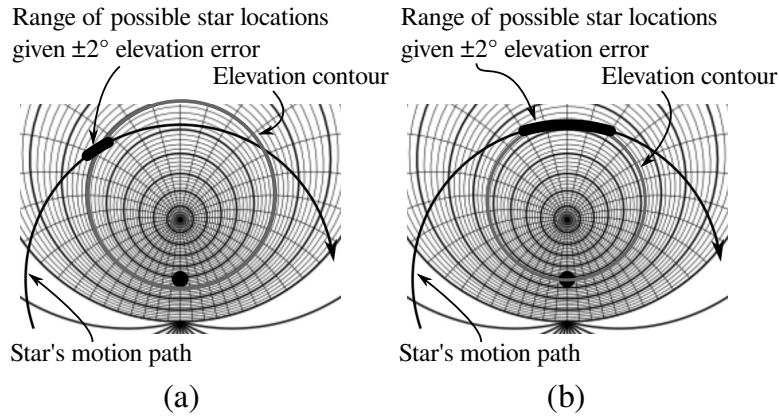 Range of possible star locations
given ±2° elevation error
Elevation contour
Star's motion path
(a)
Range of possible star locations
given ±2° elevation error
Elevation contour
Star's motion path
(b)